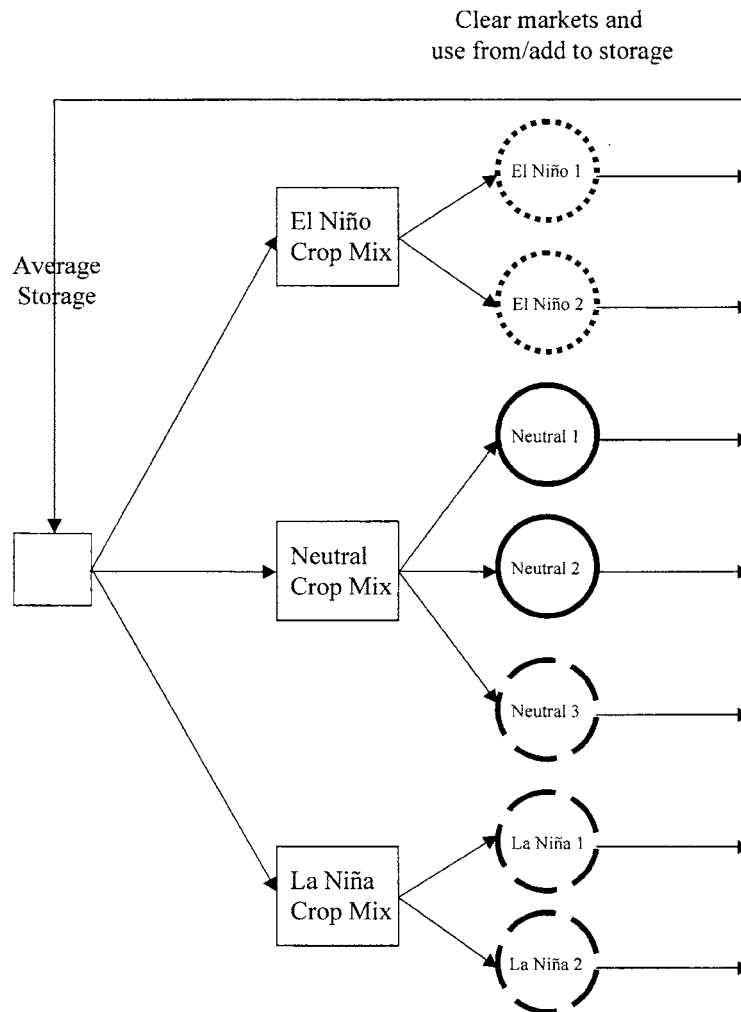 Clear markets and
use from/add to storage
El Niño 1
El Niño
Crop Mix
Average
Storage
El Niño 2
Neutral 1
Neutral
Crop Mix
Neutral 2
Neutral 3
La Niña 1
La Niña
Crop Mix
La Niña 2